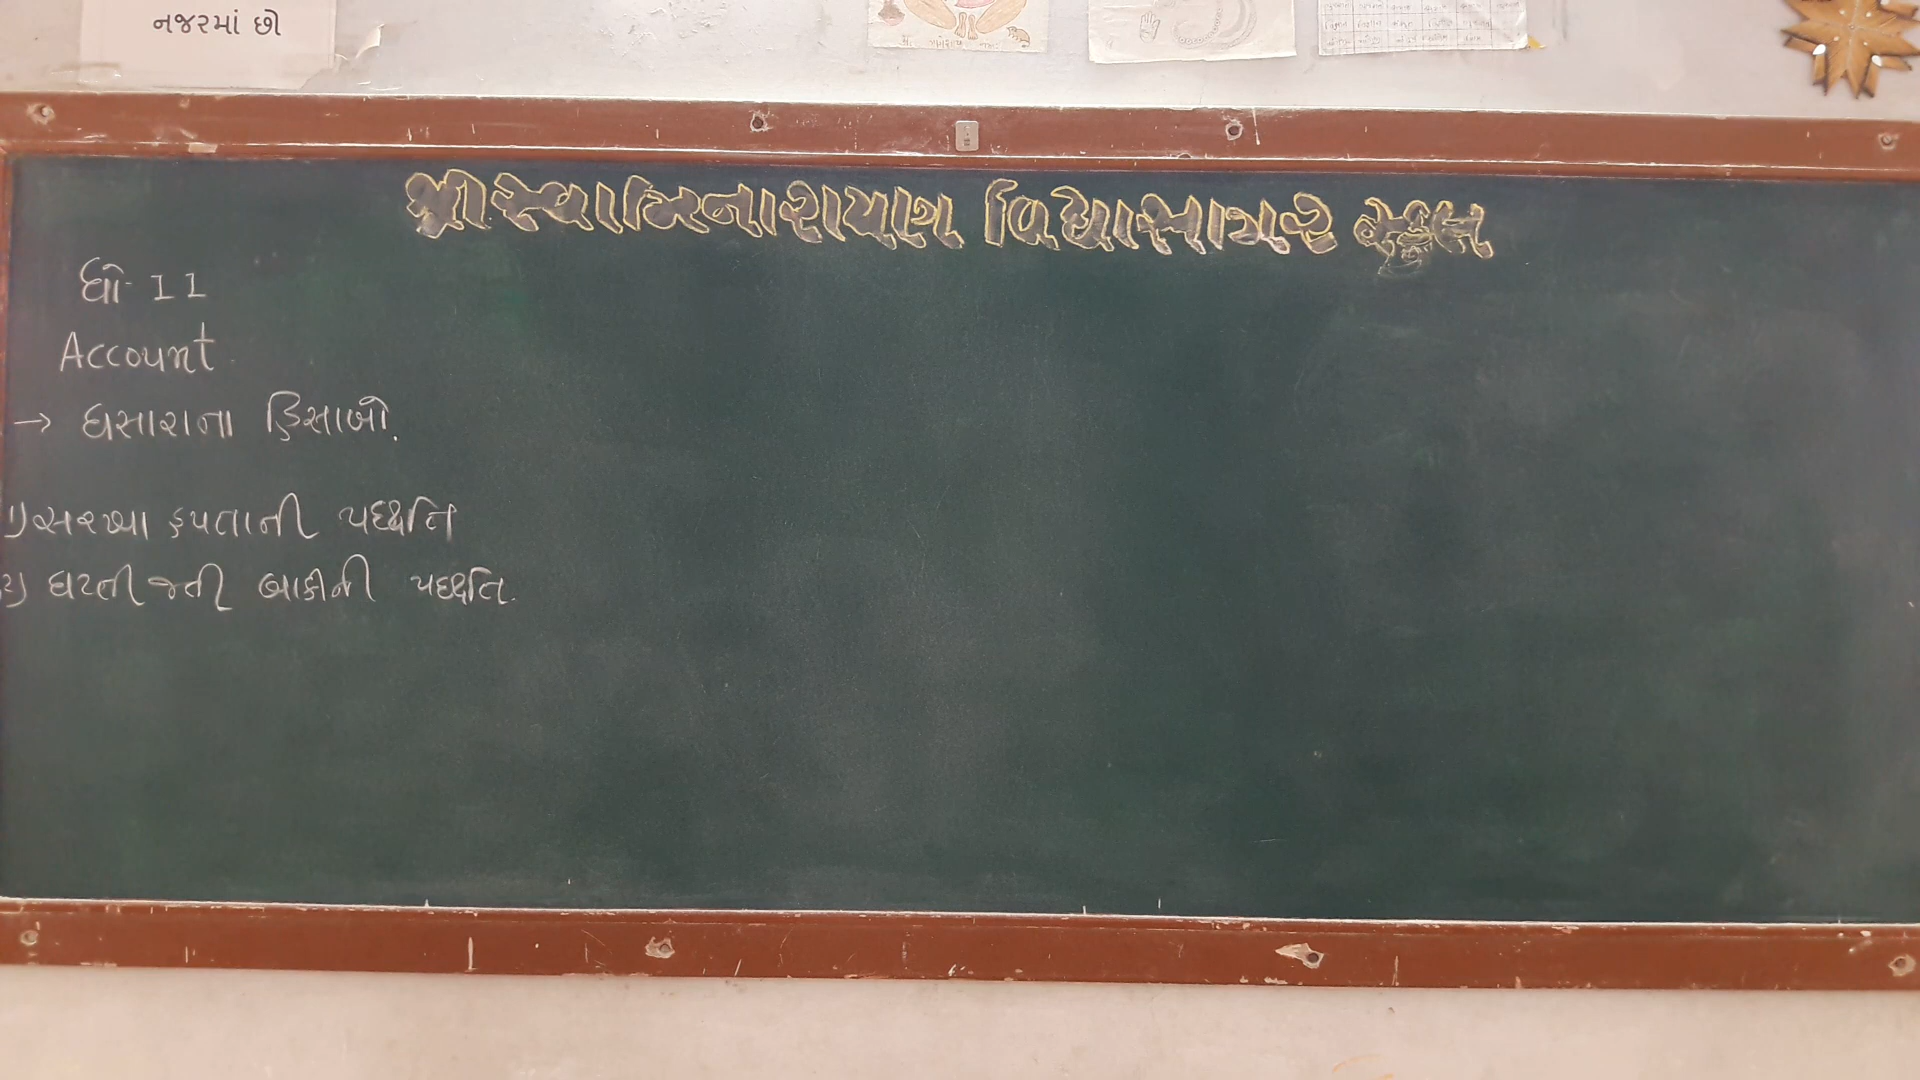 નજરમાં છો
શ્રી સ્વામિનારાયણ વિદ્યાસાગર સ્કૂલ
ધો- 11
Account
→ ઘસારાના હિસાબો.
1) સરખા હપતાની પદ્ધતિ
2) ઘટતી જતી બાકીની પદ્ધતિ.